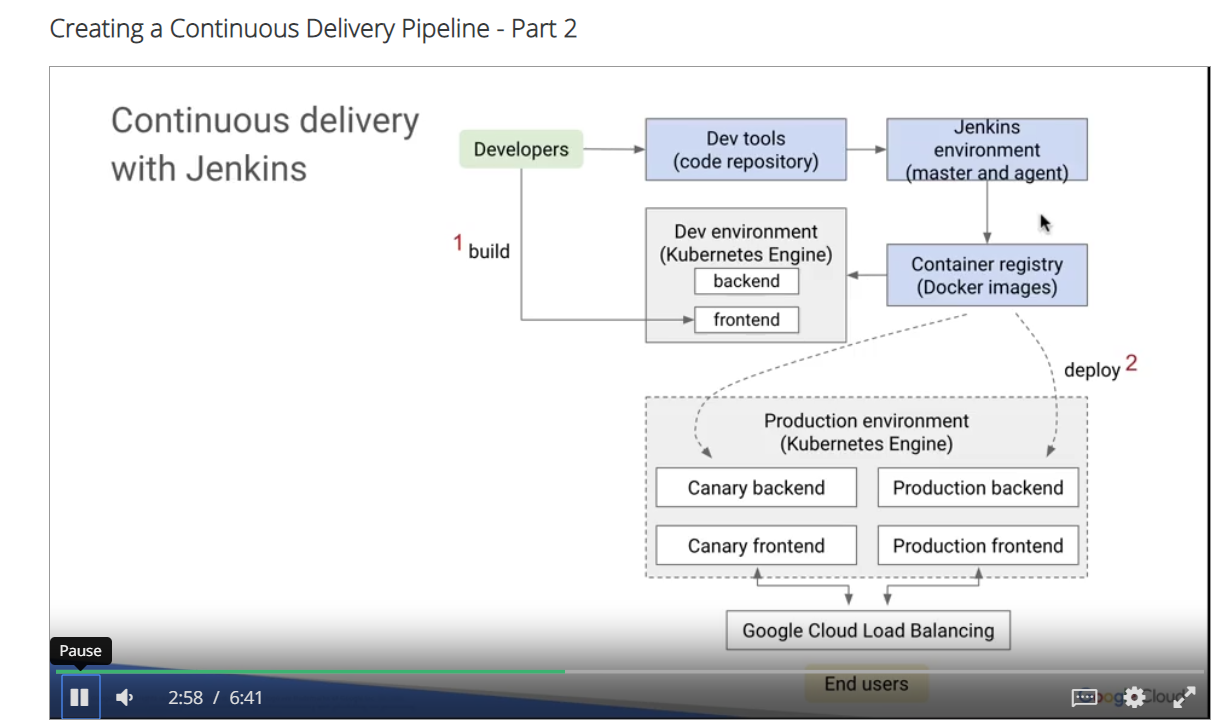 Creating a Continuous Delivery Pipeline - Part 2
Continuous delivery
with Jenkins
Developers
Dev tools
(code repository)
Jenkins
environment
(master and agent)
1 build
Dev environment
(Kubernetes Engine)
backend
frontend
Container registry
(Docker images)
deploy 2
Production environment
(Kubernetes Engine)
Canary backend
Production backend
Canary frontend
Production frontend
Google Cloud Load Balancing
Pause
End users
2:58 / 6:41